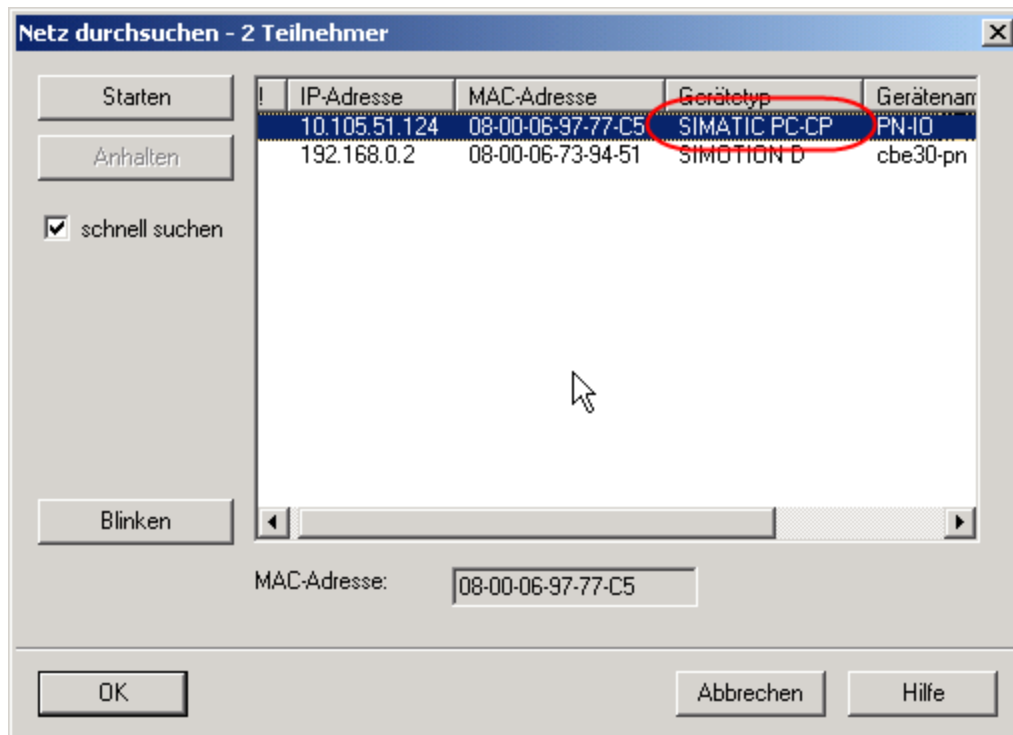 Netz durchsuchen - 2 Teilnehmer
Starten
Anhalten
schnell suchen
! IP-Adresse MAC-Adresse Gerätetyp Gerätenam
10.105.51.124 08-00-06-97-77-C5 SIMATIC PC-CP PN-IO
192.168.0.2 08-00-06-73-94-51 SIMOTION D cbe30-pn
Blinken
MAC-Adresse: 08-00-06-97-77-C5
OK Abbrechen Hilfe